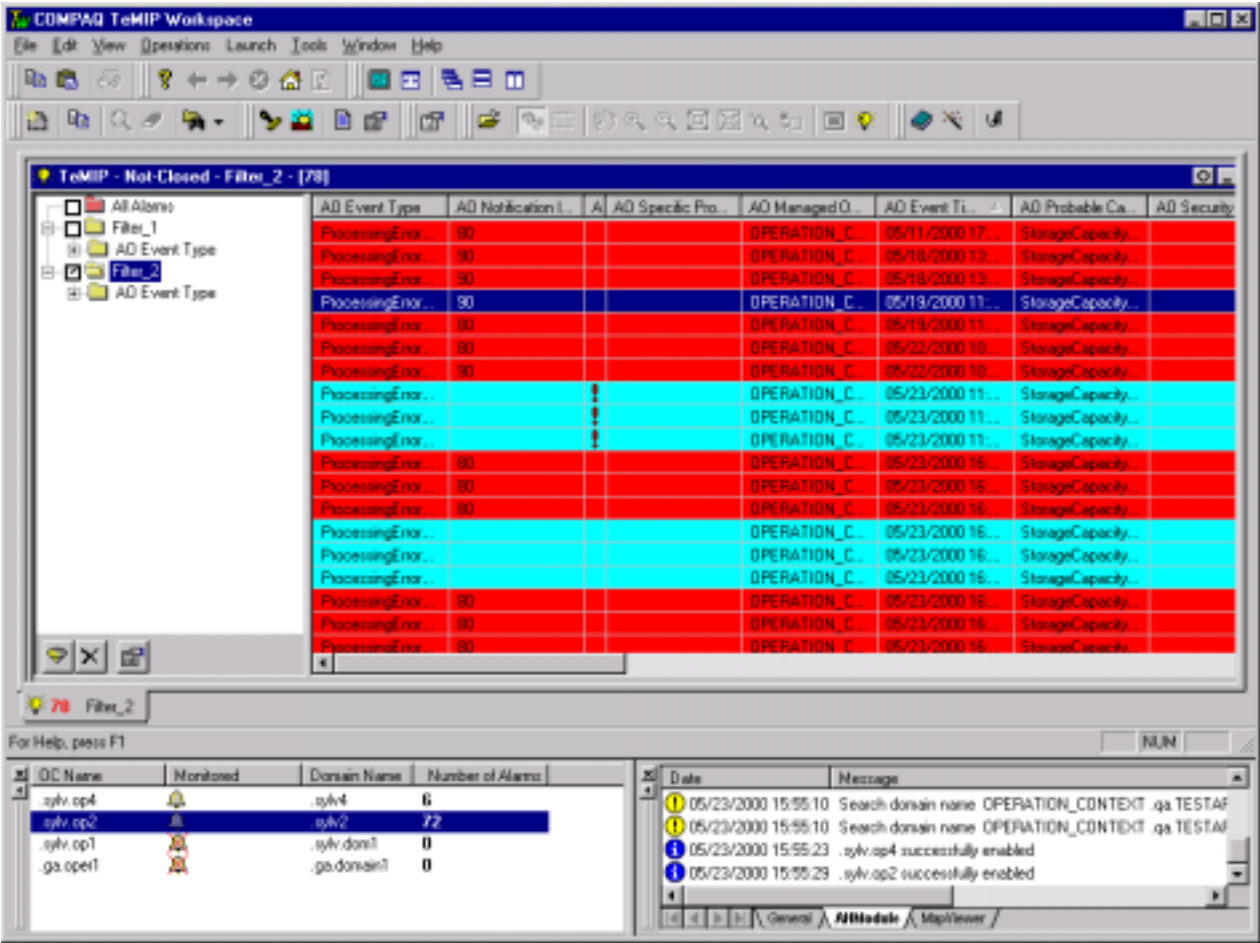 COMPAQ TeMIP Workspace
File Edit View Operations Launch Tools Window Help
TeMIP - Not-Closed - Filter_2 - [78]
All Alarms
Filter_1
AO Event Type
Filter_2
AO Event Type
AO Event Type AO Notification I... A AO Specific Pro... AO Managed O... AO Event Ti... AO Probable Ca... AO Security
ProcessingError... 80 OPERATION_C... 05/11/2000 17:... StorageCapacity...
ProcessingError... 90 OPERATION_C... 05/18/2000 13:... StorageCapacity...
ProcessingError... 90 OPERATION_C... 05/18/2000 13:... StorageCapacity...
ProcessingError... 90 OPERATION_C... 05/19/2000 11:... StorageCapacity...
ProcessingError... 80 OPERATION_C... 05/19/2000 11:... StorageCapacity...
ProcessingError... 80 OPERATION_C... 05/22/2000 10:... StorageCapacity...
ProcessingError... 90 OPERATION_C... 05/22/2000 10:... StorageCapacity...
ProcessingError... ! OPERATION_C... 05/23/2000 11:... StorageCapacity...
ProcessingError... ! OPERATION_C... 05/23/2000 11:... StorageCapacity...
ProcessingError... ! OPERATION_C... 05/23/2000 11:... StorageCapacity...
ProcessingError... 80 OPERATION_C... 05/23/2000 16:... StorageCapacity...
ProcessingError... 80 OPERATION_C... 05/23/2000 16:... StorageCapacity...
ProcessingError... 80 OPERATION_C... 05/23/2000 16:... StorageCapacity...
ProcessingError... OPERATION_C... 05/23/2000 16:... StorageCapacity...
ProcessingError... OPERATION_C... 05/23/2000 16:... StorageCapacity...
ProcessingError... OPERATION_C... 05/23/2000 16:... StorageCapacity...
ProcessingError... 80 OPERATION_C... 05/23/2000 16:... StorageCapacity...
ProcessingError... 80 OPERATION_C... 05/23/2000 16:... StorageCapacity...
ProcessingError... 80 OPERATION_C... 05/23/2000 16:... StorageCapacity...
78 Filter_2
For Help, press F1 NUM
OC Name Monitored Domain Name Number of Alarms
.sylv.op4 .sylv4 6
.sylv.op2 .sylv2 72
.sylv.op1 .sylv.dom1 0
.ga.oper1 .ga.domain1 0
Date Message
05/23/2000 15:55:10 Search domain name OPERATION_CONTEXT .qa.TESTAF
05/23/2000 15:55:10 Search domain name OPERATION_CONTEXT .qa.TESTAF
05/23/2000 15:55:23 .sylv.op4 successfully enabled
05/23/2000 15:55:29 .sylv.op2 successfully enabled
General AHModule MapViewer